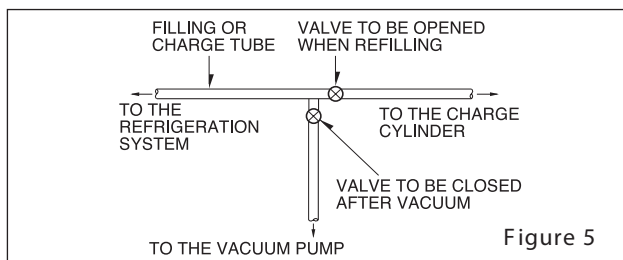 FILLING OR
CHARGE TUBE
VALVE TO BE OPENED
WHEN REFILLING
TO THE
REFRIGERATION
SYSTEM
TO THE CHARGE
CYLINDER
VALVE TO BE CLOSED
AFTER VACUUM
TO THE VACUUM PUMP
Figure 5